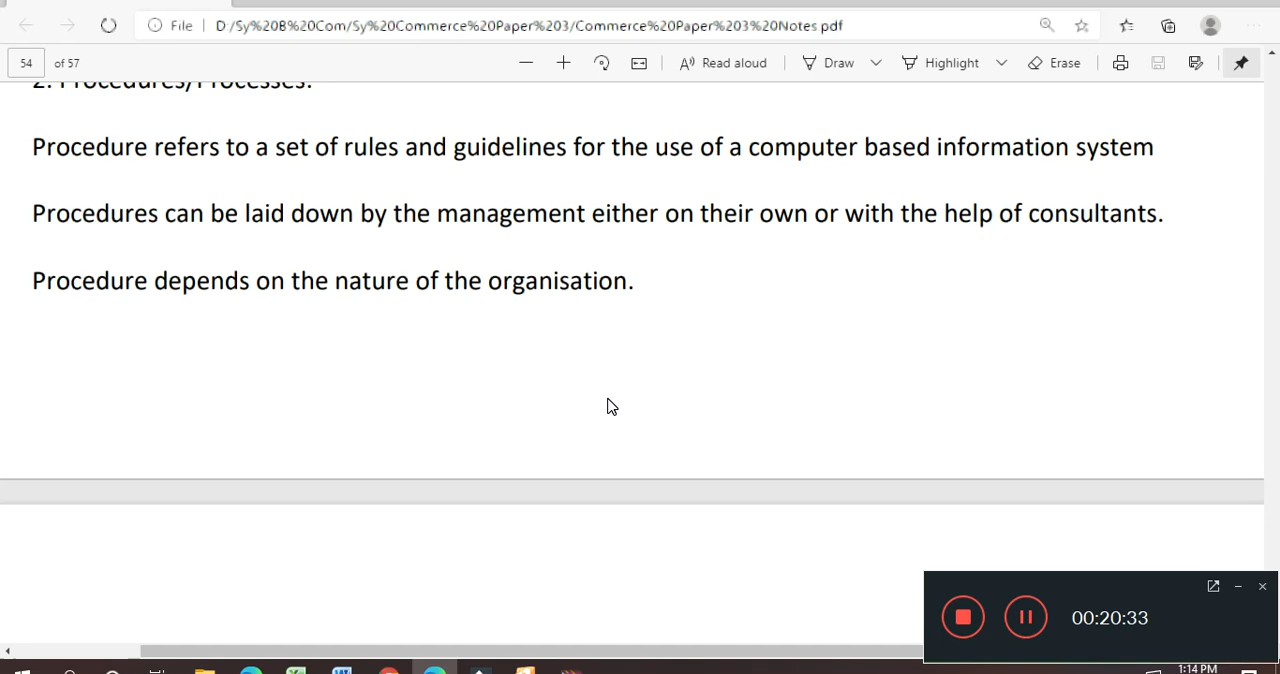 File D:/Sy%20B%20Com/Sy%20Commerce%20Paper%203/Commerce%20Paper%203%20Notes pdf
54 of 57 Read aloud Draw Highlight Erase
2. Procedures/Processes:
Procedure refers to a set of rules and guidelines for the use of a computer based information system
Procedures can be laid down by the management either on their own or with the help of consultants.
Procedure depends on the nature of the organisation.
00:20:33
1:14 PM